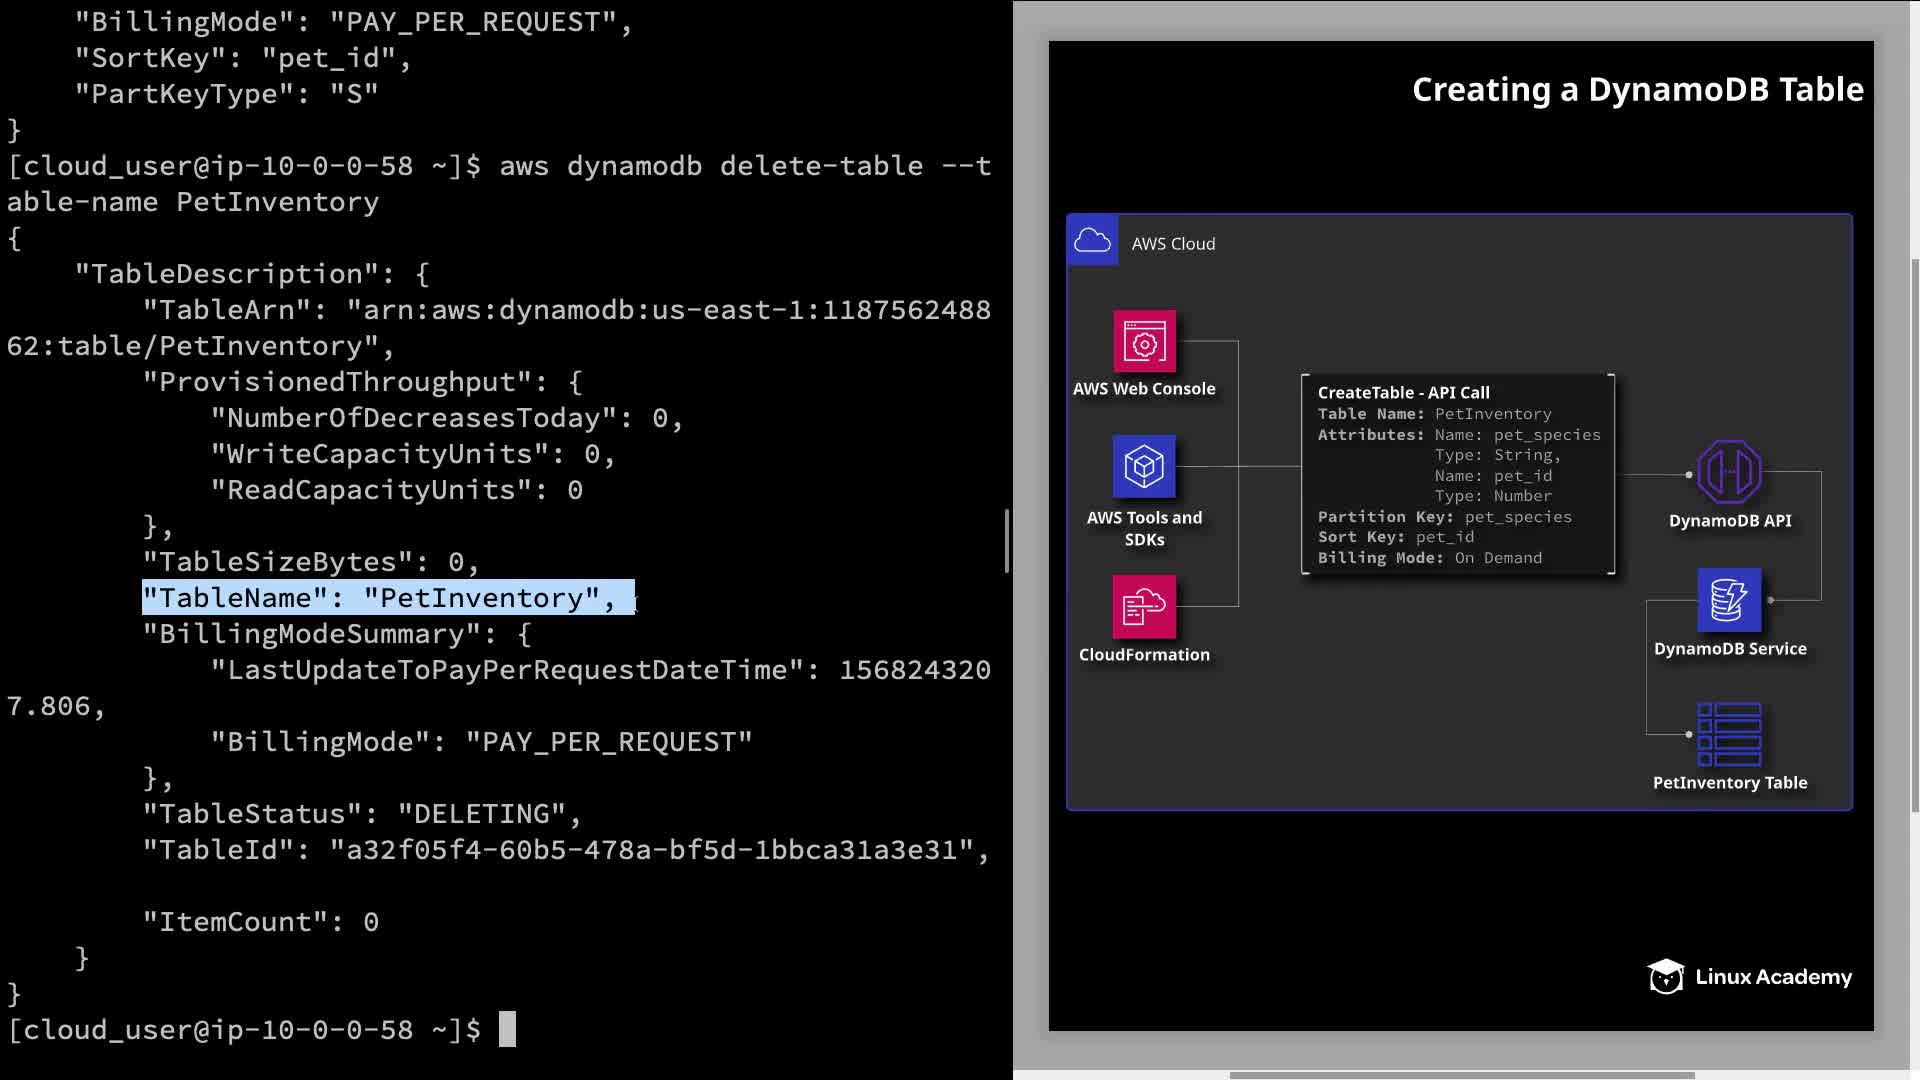 "BillingMode": "PAY_PER_REQUEST",
"SortKey": "pet_id",
"PartKeyType": "S"
}
[cloud_user@ip-10-0-0-58 ~]$ aws dynamodb delete-table --t
able-name PetInventory
{
"TableDescription": {
"TableArn": "arn:aws:dynamodb:us-east-1:1187562488
62:table/PetInventory",
"ProvisionedThroughput": {
"NumberOfDecreasesToday": 0,
"WriteCapacityUnits": 0,
"ReadCapacityUnits": 0
},
"TableSizeBytes": 0,
"TableName": "PetInventory",
"BillingModeSummary": {
"LastUpdateToPayPerRequestDateTime": 156824320
7.806,
"BillingMode": "PAY_PER_REQUEST"
},
"TableStatus": "DELETING",
"TableId": "a32f05f4-60b5-478a-bf5d-1bbca31a3e31",
"ItemCount": 0
}
}
[cloud_user@ip-10-0-0-58 ~]$
Creating a DynamoDB Table
AWS Cloud
AWS Web Console
AWS Tools and
SDKs
CloudFormation
CreateTable - API Call
Table Name: PetInventory
Attributes: Name: pet_species
Type: String,
Name: pet_id
Type: Number
Partition Key: pet_species
Sort Key: pet_id
Billing Mode: On Demand
DynamoDB API
DynamoDB Service
PetInventory Table
Linux Academy